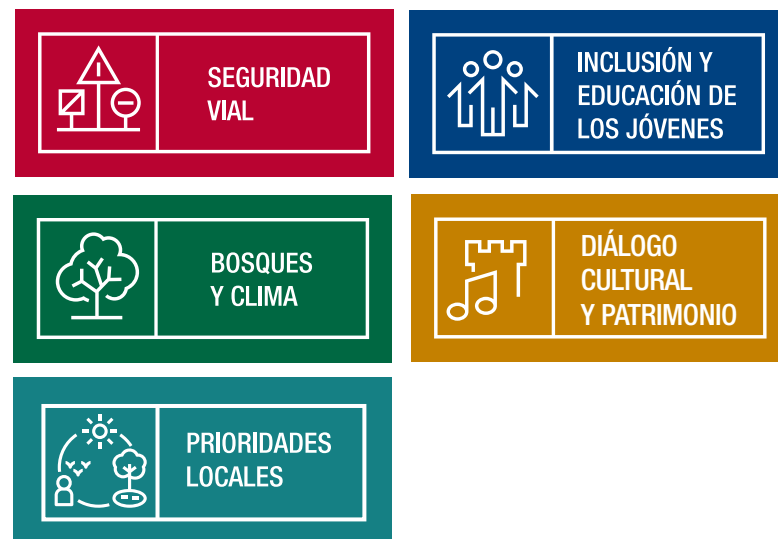 SEGURIDAD
VIAL
INCLUSIÓN Y
EDUCACIÓN DE
LOS JÓVENES
BOSQUES
Y CLIMA
DIÁLOGO
CULTURAL
Y PATRIMONIO
PRIORIDADES
LOCALES